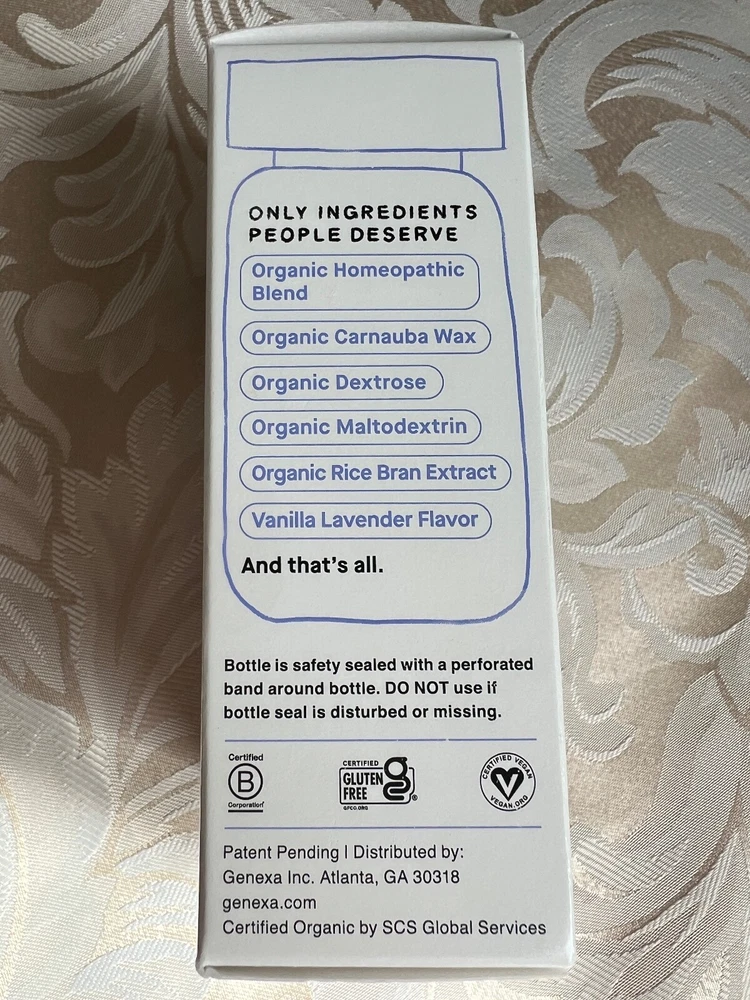 ONLY INGREDIENTS
PEOPLE DESERVE
Organic Homeopathic
Blend
Organic Carnauba Wax
Organic Dextrose
Organic Maltodextrin
Organic Rice Bran Extract
Vanilla Lavender Flavor
And that's all.
Bottle is safety sealed with a perforated
band around bottle. DO NOT use if
bottle seal is disturbed or missing.
Certified
B
Corporation
CERTIFIED
GLUTEN
FREE
GFCO.ORG
®
CERTIFIED VEGAN
V
VEGAN.ORG
Patent Pending | Distributed by:
Genexa Inc. Atlanta, GA 30318
genexa.com
Certified Organic by SCS Global Services